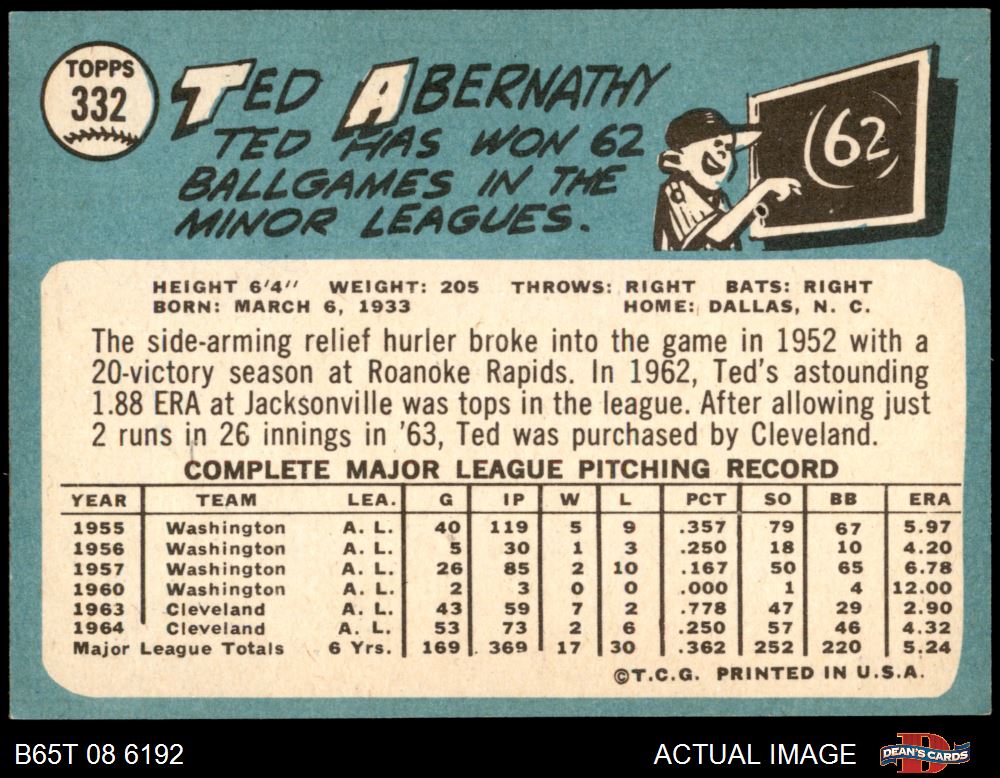 TOPPS
332
TED ABERNATHY
TED HAS WON 62
BALLGAMES IN THE
MINOR LEAGUES.
62
HEIGHT 6'4" WEIGHT: 205 THROWS: RIGHT BATS: RIGHT
BORN: MARCH 6, 1933 HOME: DALLAS, N. C.
The side-arming relief hurler broke into the game in 1952 with a
20-victory season at Roanoke Rapids. In 1962, Ted's astounding
1.88 ERA at Jacksonville was tops in the league. After allowing just
2 runs in 26 innings in '63, Ted was purchased by Cleveland.
COMPLETE MAJOR LEAGUE PITCHING RECORD
YEAR TEAM LEA. G IP W L PCT SO BB ERA
1955 Washington A. L. 40 119 5 9 .357 79 67 5.97
1956 Washington A. L. 5 30 1 3 .250 18 10 4.20
1957 Washington A. L. 26 85 2 10 .167 50 65 6.78
1960 Washington A. L. 2 3 0 0 .000 1 4 12.00
1963 Cleveland A. L. 43 59 7 2 .778 47 29 2.90
1964 Cleveland A. L. 53 73 2 6 .250 57 46 4.32
Major League Totals 6 Yrs. 169 369 17 30 .362 252 220 5.24
©T.C.G. PRINTED IN U.S.A.
B65T 08 6192 ACTUAL IMAGE DEAN'S CARDS